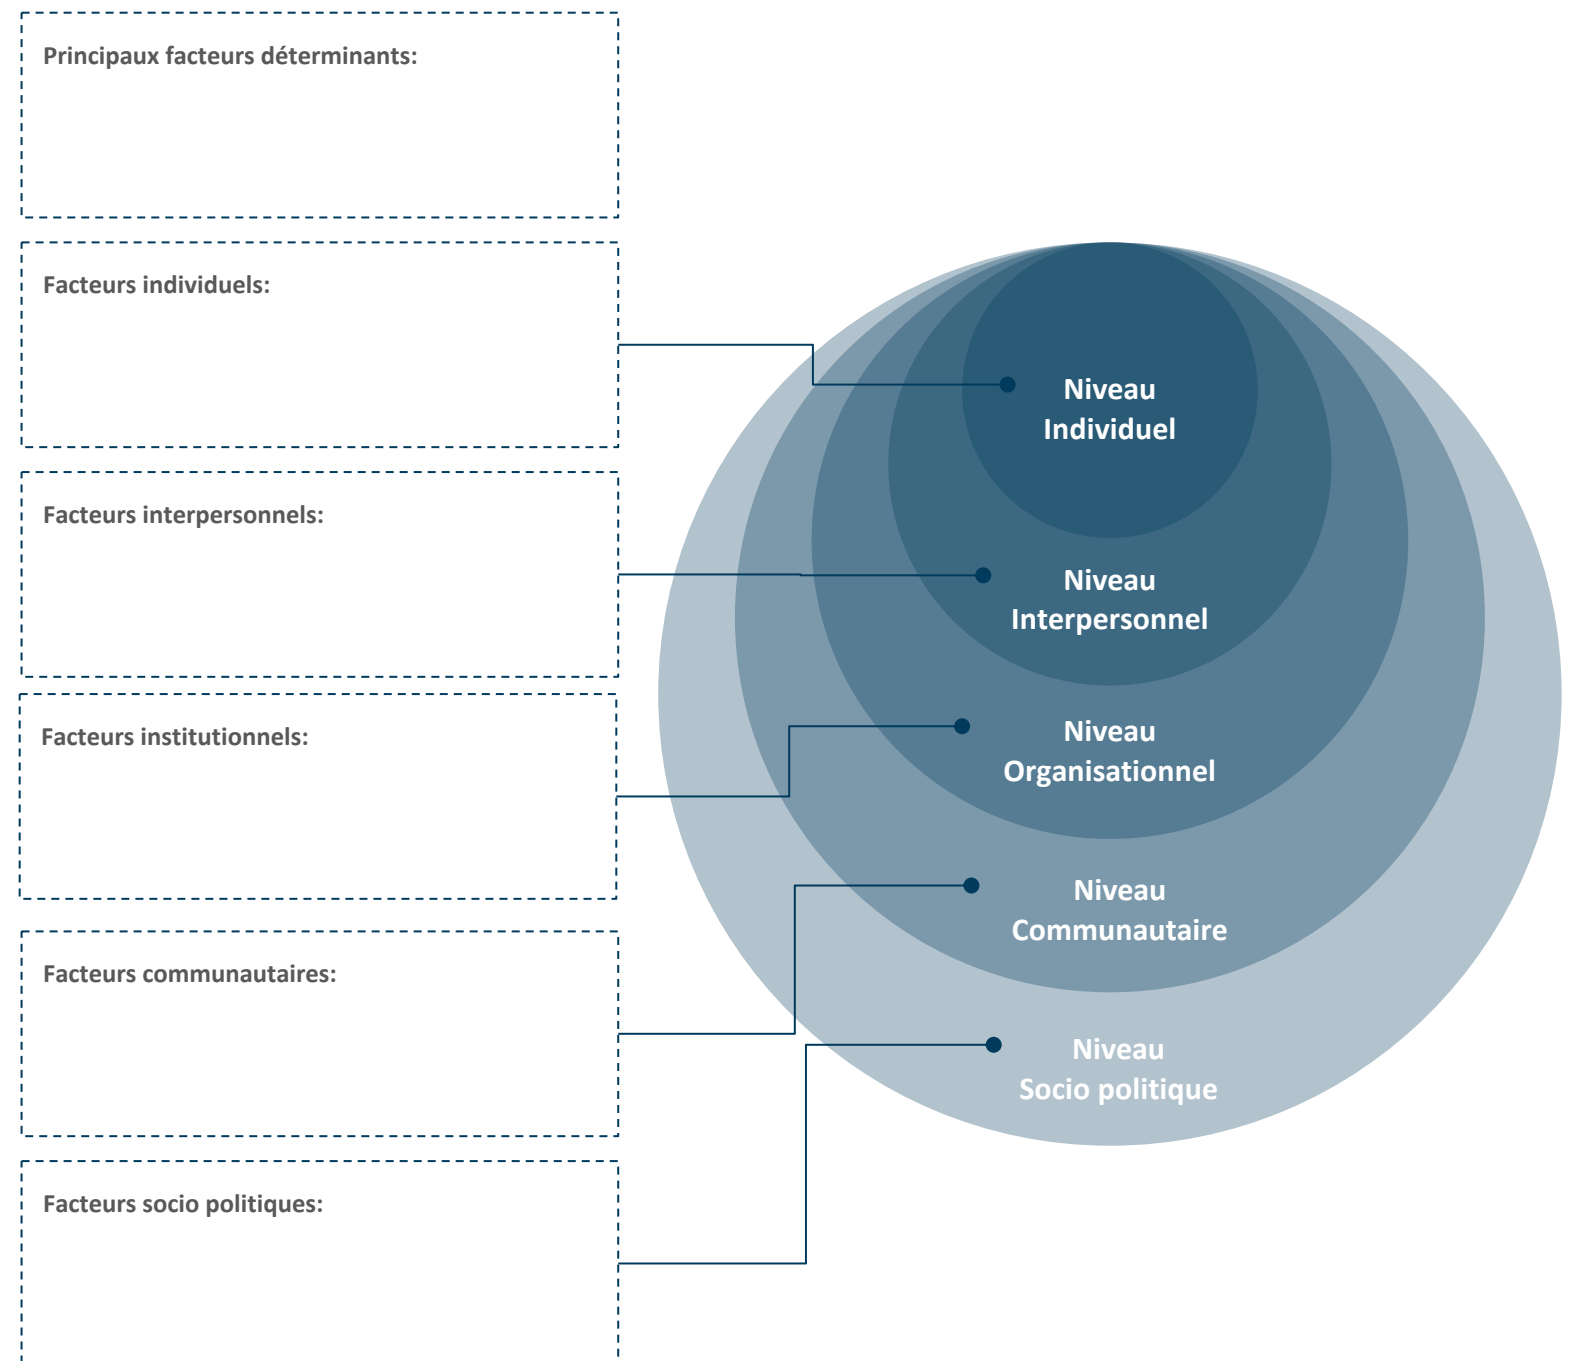 Principaux facteurs déterminants:
Facteurs individuels:
Facteurs interpersonnels:
Facteurs institutionnels:
Facteurs communautaires:
Facteurs socio politiques:
Niveau
Individuel
Niveau
Interpersonnel
Niveau
Organisationnel
Niveau
Communautaire
Niveau
Socio politique